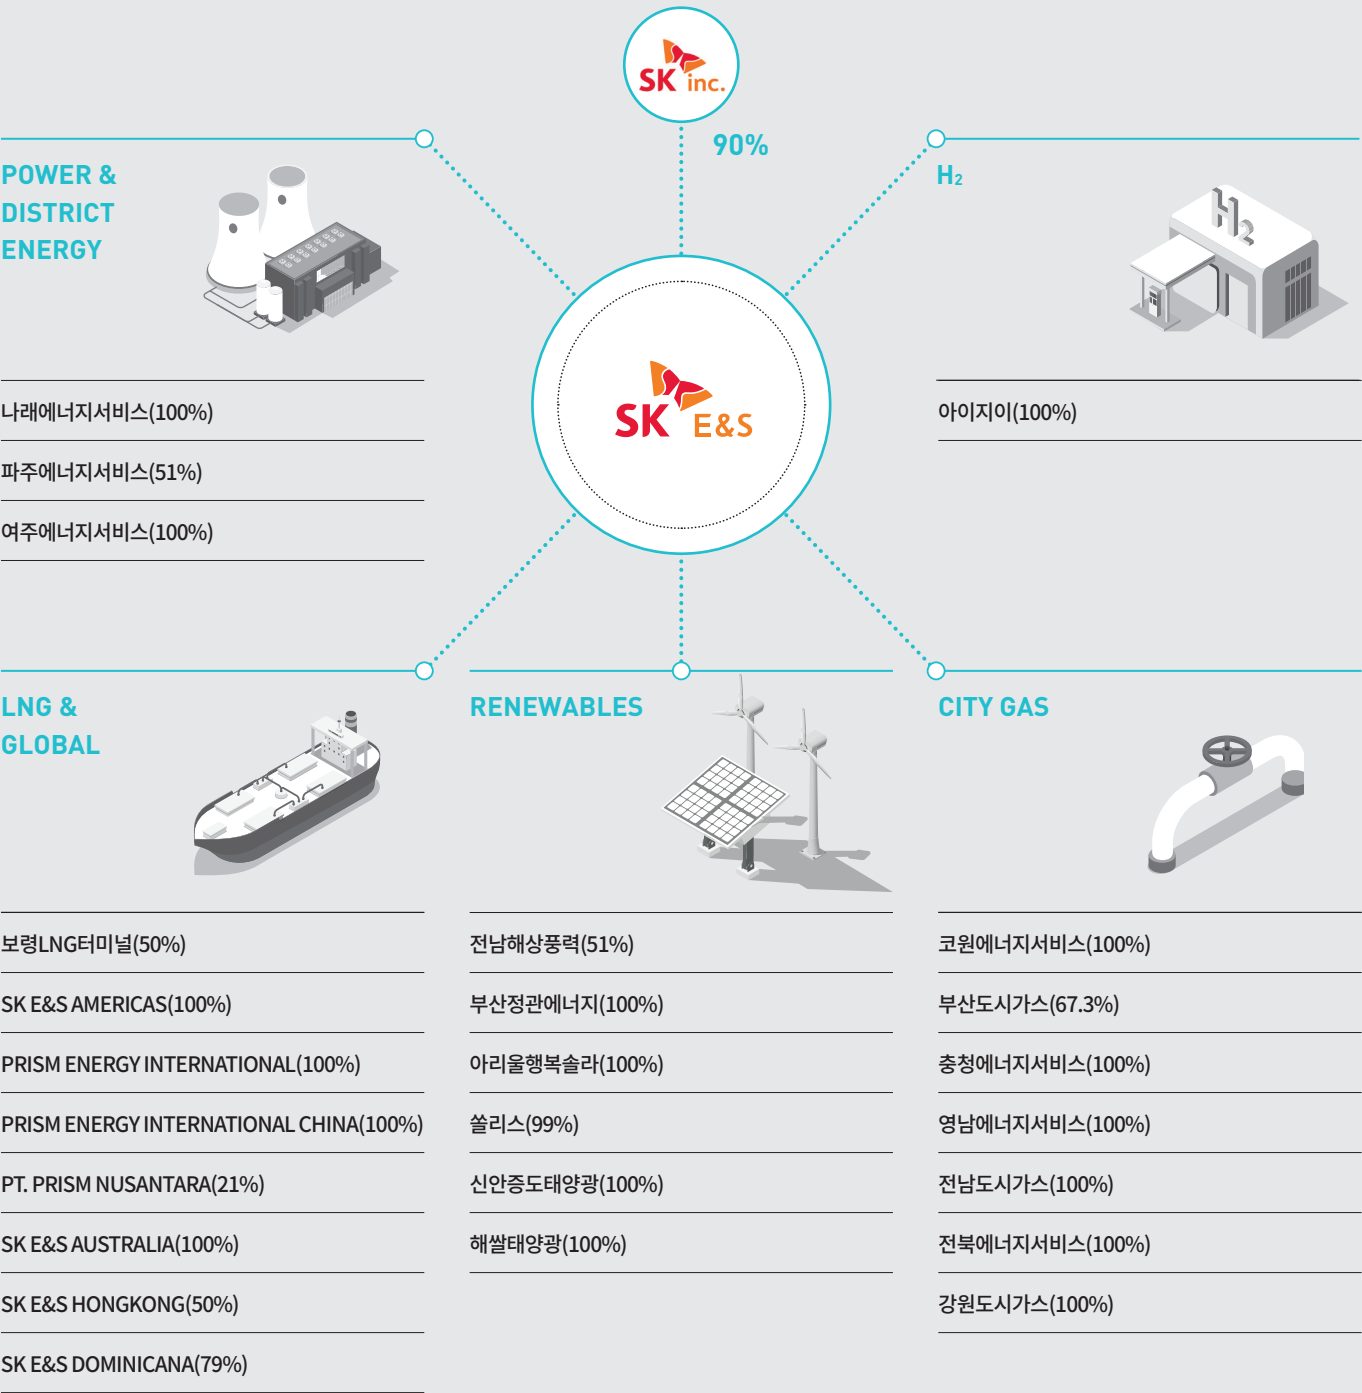 SK inc.
90%
POWER &
DISTRICT
ENERGY
나래에너지서비스(100%)
파주에너지서비스(51%)
여주에너지서비스(100%)
H₂
H2
아이지이(100%)
SK E&S
LNG &
GLOBAL
보령LNG터미널(50%)
SK E&S AMERICAS(100%)
PRISM ENERGY INTERNATIONAL(100%)
PRISM ENERGY INTERNATIONAL CHINA(100%)
PT. PRISM NUSANTARA(21%)
SK E&S AUSTRALIA(100%)
SK E&S HONGKONG(50%)
SK E&S DOMINICANA(79%)
RENEWABLES
전남해상풍력(51%)
부산정관에너지(100%)
아리울행복솔라(100%)
쏠리스(99%)
신안증도태양광(100%)
해쌀태양광(100%)
CITY GAS
코원에너지서비스(100%)
부산도시가스(67.3%)
충청에너지서비스(100%)
영남에너지서비스(100%)
전남도시가스(100%)
전북에너지서비스(100%)
강원도시가스(100%)